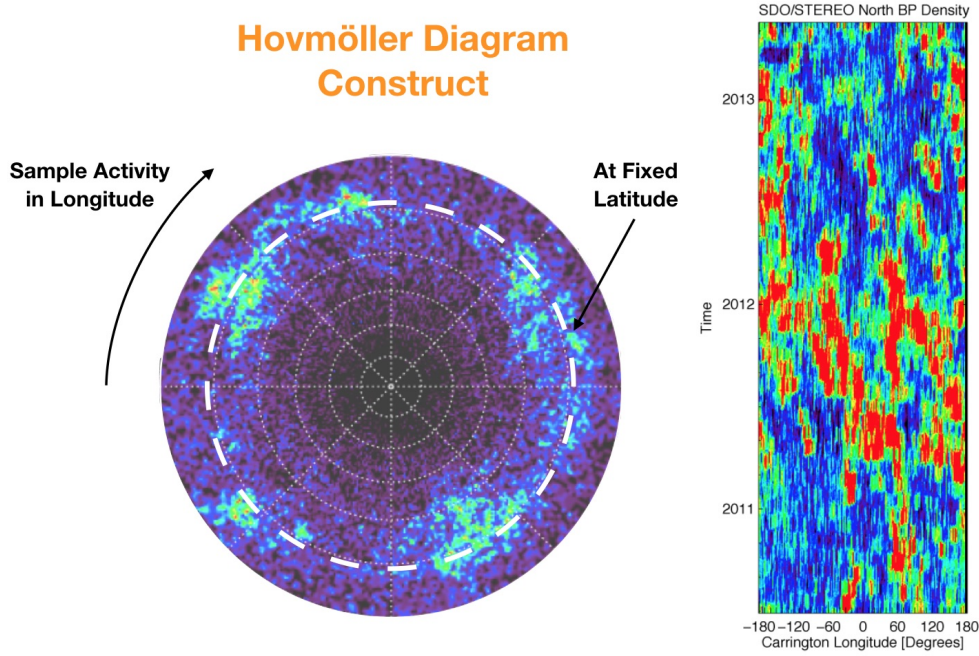 Hovmöller Diagram
Construct
Sample Activity
in Longitude
At Fixed
Latitude
SDO/STEREO North BP Density
2013
2012
2011
Time
−180 −120 −60 0 60 120 180
Carrington Longitude [Degrees]